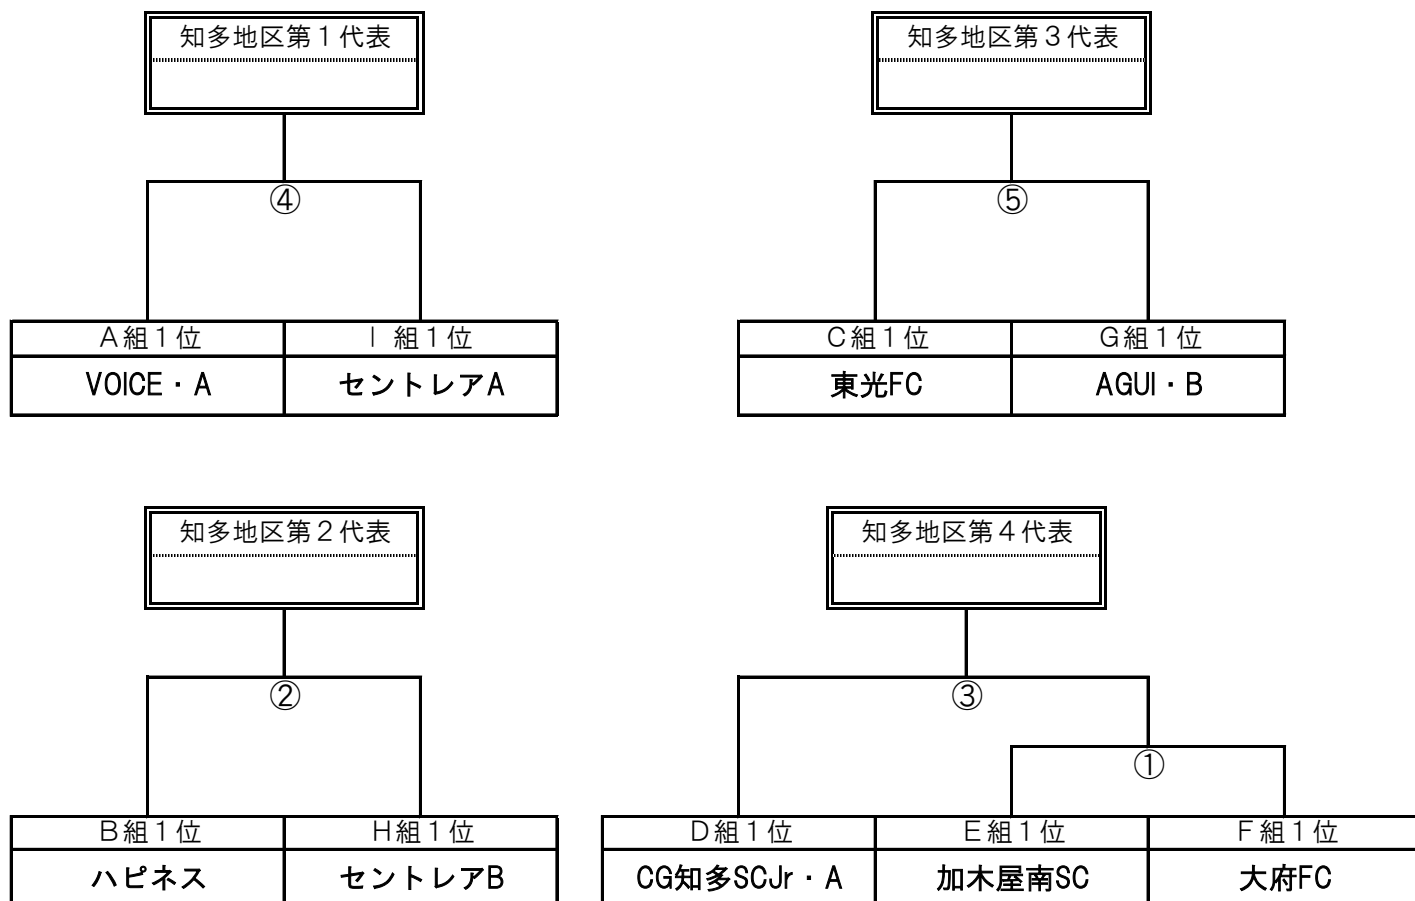 知多地区第１代表
知多地区第３代表
④
⑤
Ａ組１位
Ｉ組１位
Ｃ組１位
Ｇ組１位
VOICE・A
セントレアA
東光FC
AGUI・B
知多地区第２代表
知多地区第４代表
②
③
①
Ｂ組１位
Ｈ組１位
Ｄ組１位
Ｅ組１位
Ｆ組１位
ハピネス
セントレアB
CG知多SCJr・A
加木屋南SC
大府FC